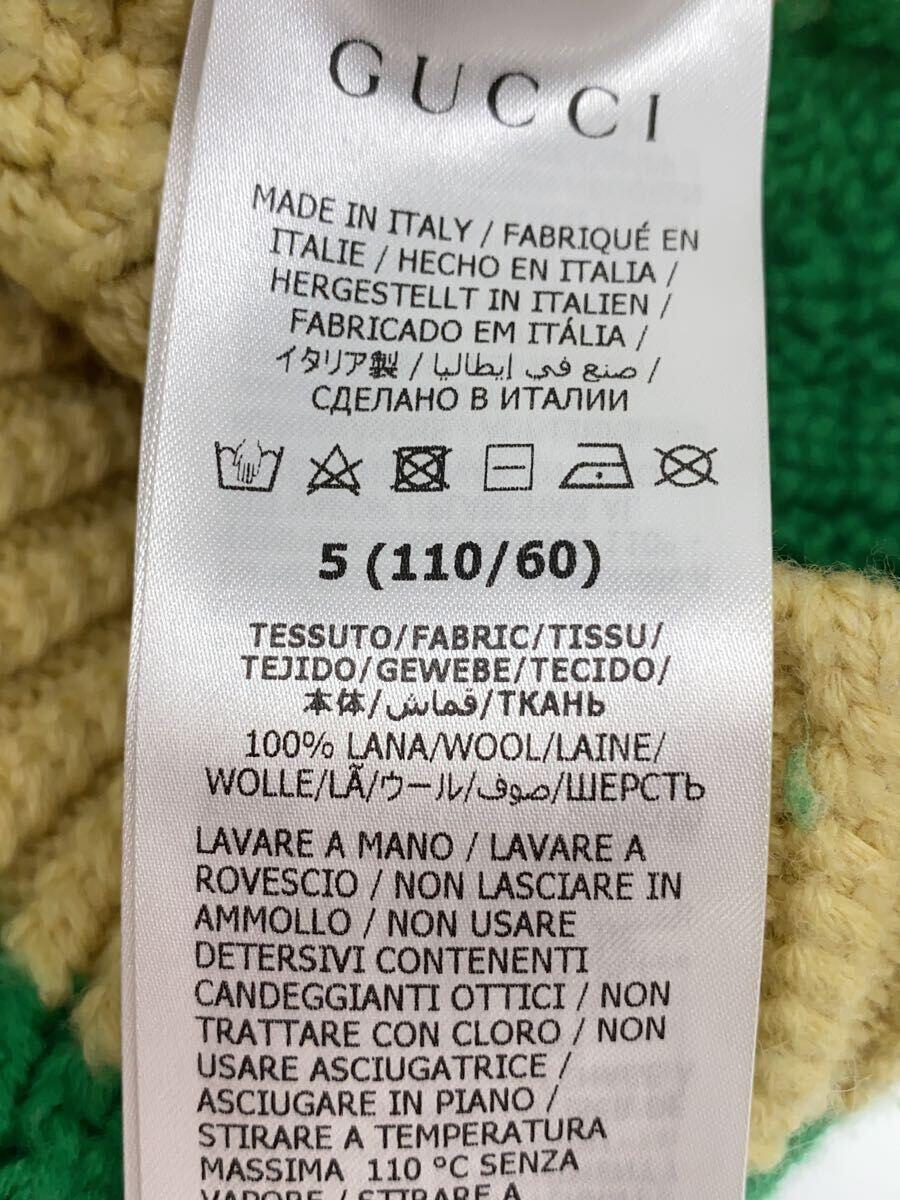 GUCCI
MADE IN ITALY / FABRIQUÉ EN
ITALIE / HECHO EN ITALIA /
HERGESTELLT IN ITALIEN /
FABRICADO EM ITÁLIA /
イタリア製 / صنع في إيطاليا /
СДЕЛАНО В ИТАЛИИ
5 (110/60)
TESSUTO/FABRIC/TISSU/
TEJIDO/GEWEBE/TECIDO/
本体/قماش/ТКАНЬ
100% LANA/WOOL/LAINE/
WOLLE/LÃ/ウール/صوف/ШЕРСТЬ
LAVARE A MANO / LAVARE A
ROVESCIO / NON LASCIARE IN
AMMOLLO / NON USARE
DETERSIVI CONTENENTI
CANDEGGIANTI OTTICI / NON
TRATTARE CON CLORO / NON
USARE ASCIUGATRICE /
ASCIUGARE IN PIANO /
STIRARE A TEMPERATURA
MASSIMA 110 °C SENZA
VAPORE / STIRARE A